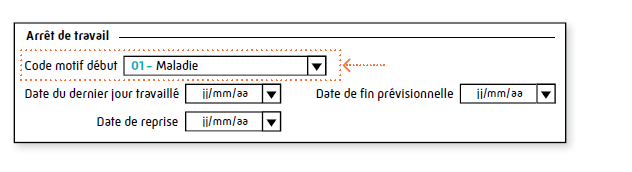 Arrêt de travail
Code motif début 01 - Maladie
Date du dernier jour travaillé jj/mm/aa Date de fin prévisionnelle jj/mm/aa
Date de reprise jj/mm/aa